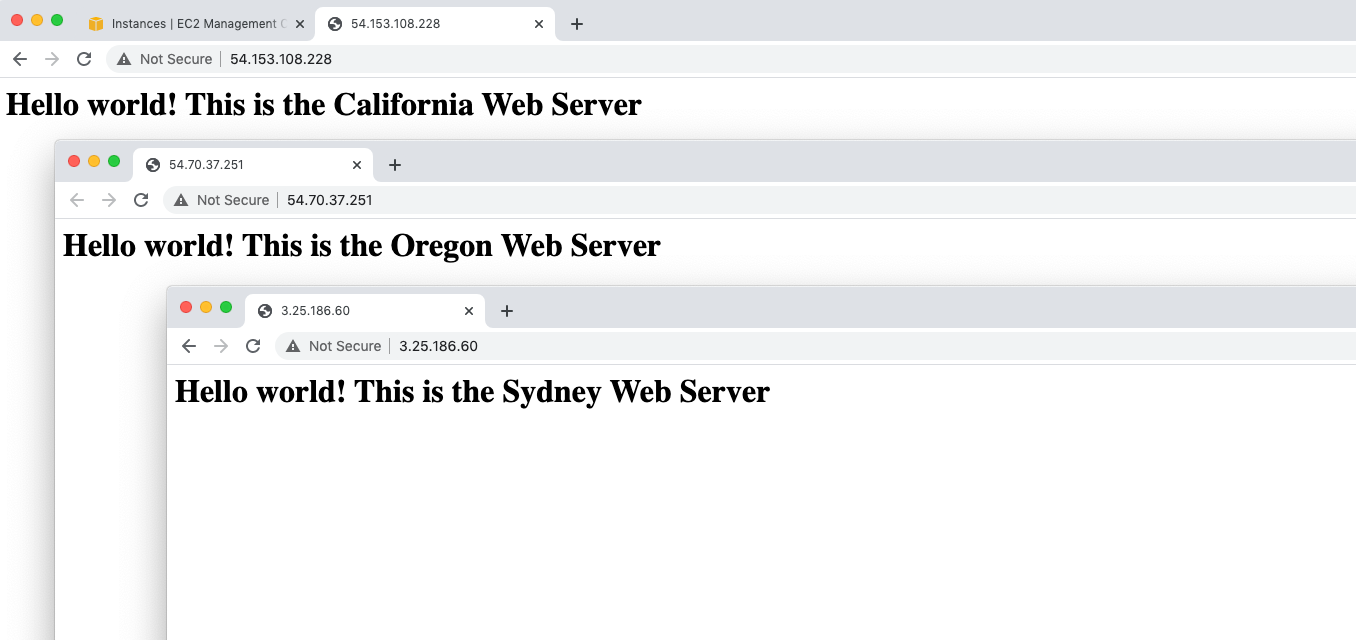 Instances | EC2 Management
54.153.108.228
Not Secure | 54.153.108.228
Hello world! This is the California Web Server
54.70.37.251
Not Secure | 54.70.37.251
Hello world! This is the Oregon Web Server
3.25.186.60
Not Secure | 3.25.186.60
Hello world! This is the Sydney Web Server